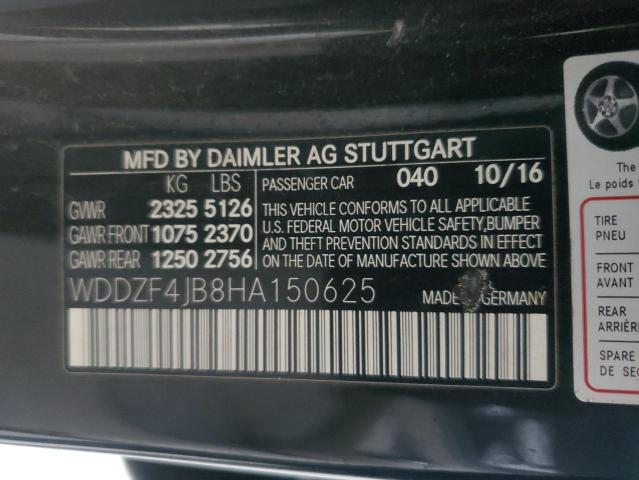 MFD BY DAIMLER AG STUTTGART
KG LBS
GVWR 2325 5126
GAWR FRONT 1075 2370
GAWR REAR 1250 2756
PASSENGER CAR 040 10/16
THIS VEHICLE CONFORMS TO ALL APPLICABLE
U.S. FEDERAL MOTOR VEHICLE SAFETY,BUMPER
AND THEFT PREVENTION STANDARDS IN EFFECT
ON THE DATE OF MANUFACTURE SHOWN ABOVE
WDDZF4JB8HA150625
MADE GERMANY
The
Le poids
TIRE
PNEU
FRONT
AVANT
REAR
ARRIÈR
SPARE
DE SEC